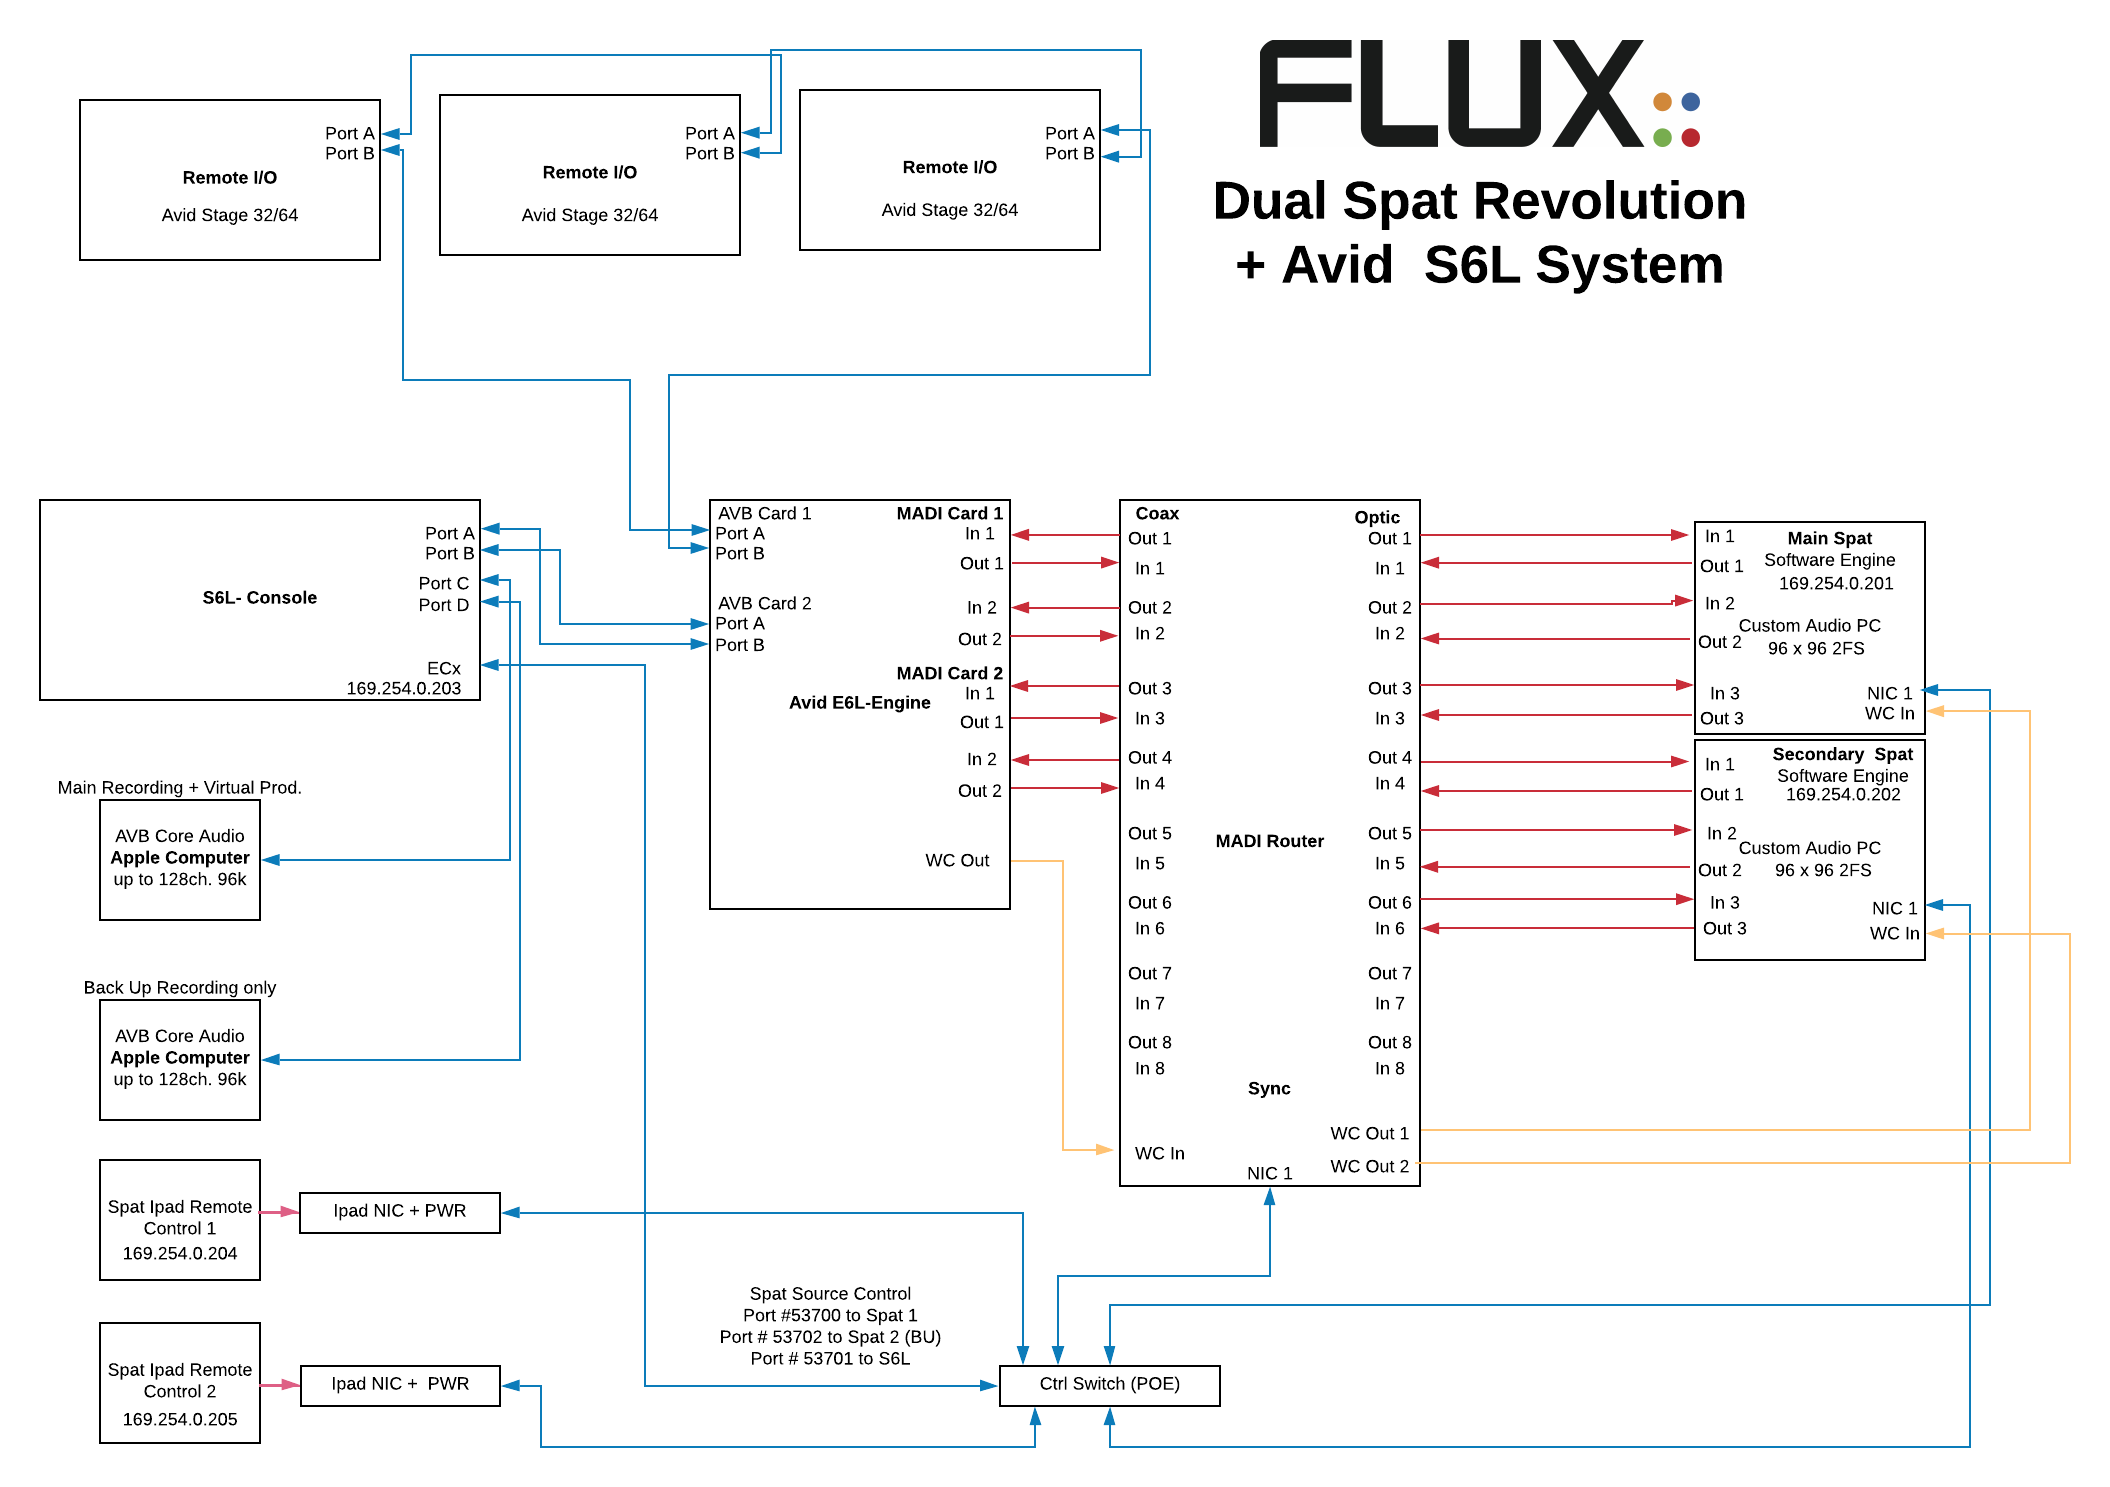 FLUX::
Dual Spat Revolution
+ Avid  S6L System
Port A
Port B
Remote I/O
Avid Stage 32/64
Port A
Port B
Remote I/O
Avid Stage 32/64
Port A
Port B
Remote I/O
Avid Stage 32/64
Port A
Port B
Port C
Port D
S6L- Console
ECx
169.254.0.203
AVB Card 1
Port A
Port B
AVB Card 2
Port A
Port B
MADI Card 1
In 1
Out 1
In 2
Out 2
MADI Card 2
In 1
Avid E6L-Engine
Out 1
In 2
Out 2
WC Out
Coax
Out 1
In 1
Out 2
In 2
Out 3
In 3
Out 4
In 4
Out 5
In 5
Out 6
In 6
Out 7
In 7
Out 8
In 8
MADI Router
Optic
Out 1
In 1
Out 2
In 2
Out 3
In 3
Out 4
In 4
Out 5
In 5
Out 6
In 6
Out 7
In 7
Out 8
In 8
Sync
WC In
WC Out 1
WC Out 2
NIC 1
In 1
Out 1
In 2
Out 2
In 3
Out 3
Main Spat
Software Engine
169.254.0.201
Custom Audio PC
96 x 96 2FS
NIC 1
WC In
In 1
Out 1
In 2
Out 2
In 3
Out 3
Secondary  Spat
Software Engine
169.254.0.202
Custom Audio PC
96 x 96 2FS
NIC 1
WC In
Main Recording + Virtual Prod.
AVB Core Audio
Apple Computer
up to 128ch. 96k
Back Up Recording only
AVB Core Audio
Apple Computer
up to 128ch. 96k
Spat Ipad Remote
Control 1
169.254.0.204
Ipad NIC + PWR
Spat Ipad Remote
Control 2
169.254.0.205
Ipad NIC +  PWR
Spat Source Control
Port #53700 to Spat 1
Port # 53702 to Spat 2 (BU)
Port # 53701 to S6L
Ctrl Switch (POE)